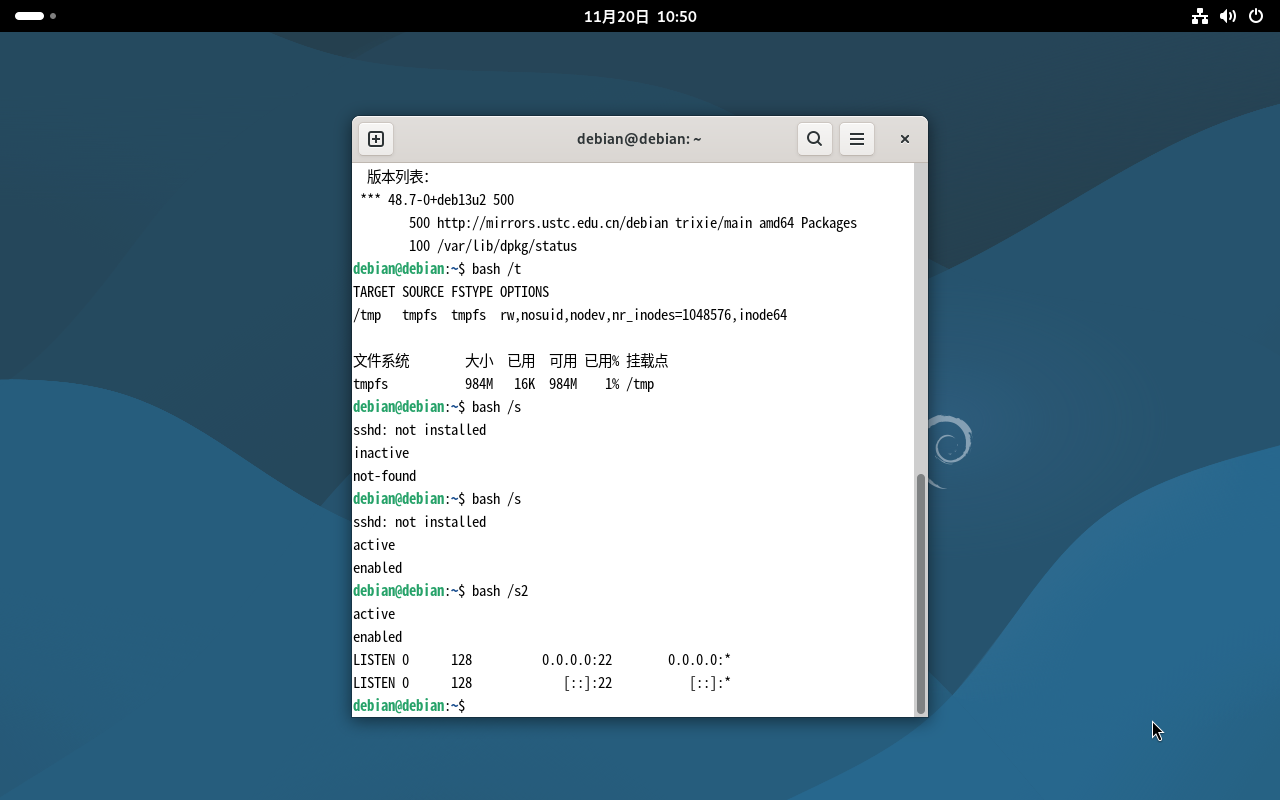 11月20日 10:50
debian@debian: ~
版本列表：
*** 48.7-0+deb13u2 500
500 http://mirrors.ustc.edu.cn/debian trixie/main amd64 Packages
100 /var/lib/dpkg/status
debian@debian:~$ bash /t
TARGET SOURCE FSTYPE OPTIONS
/tmp   tmpfs  tmpfs  rw,nosuid,nodev,nr_inodes=1048576,inode64
文件系统        大小  已用  可用 已用% 挂载点
tmpfs           984M   16K  984M    1% /tmp
debian@debian:~$ bash /s
sshd: not installed
inactive
not-found
debian@debian:~$ bash /s
sshd: not installed
active
enabled
debian@debian:~$ bash /s2
active
enabled
LISTEN 0      128          0.0.0.0:22        0.0.0.0:*
LISTEN 0      128             [::]:22           [::]:*
debian@debian:~$